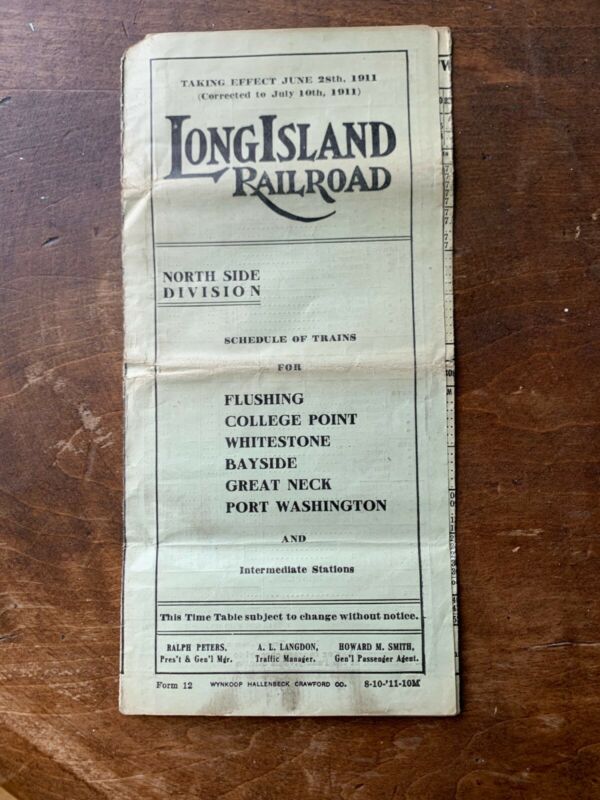 TAKING EFFECT JUNE 28th, 1911
(Corrected to July 10th, 1911)
LONG ISLAND
RAILROAD
NORTH SIDE
DIVISION
SCHEDULE OF TRAINS
FOR
FLUSHING
COLLEGE POINT
WHITESTONE
BAYSIDE
GREAT NECK
PORT WASHINGTON
AND
Intermediate Stations
This Time Table subject to change without notice.
RALPH PETERS, A. L. LANGDON, HOWARD M. SMITH,
Pres't & Gen'l Mgr. Traffic Manager. Gen'l Passenger Agent.
Form 12 WYNKOOP HALLENBECK CRAWFORD CO. 8-10-'11-10M